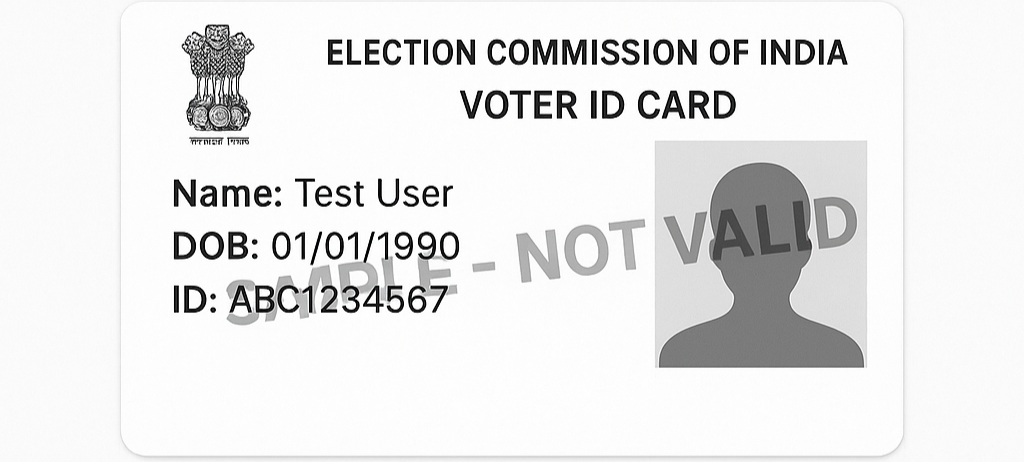 ELECTION COMMISSION OF INDIA
VOTER ID CARD
Name: Test User
DOB: 01/01/1990
ID: ABC1234567
SAMPLE - NOT VALID